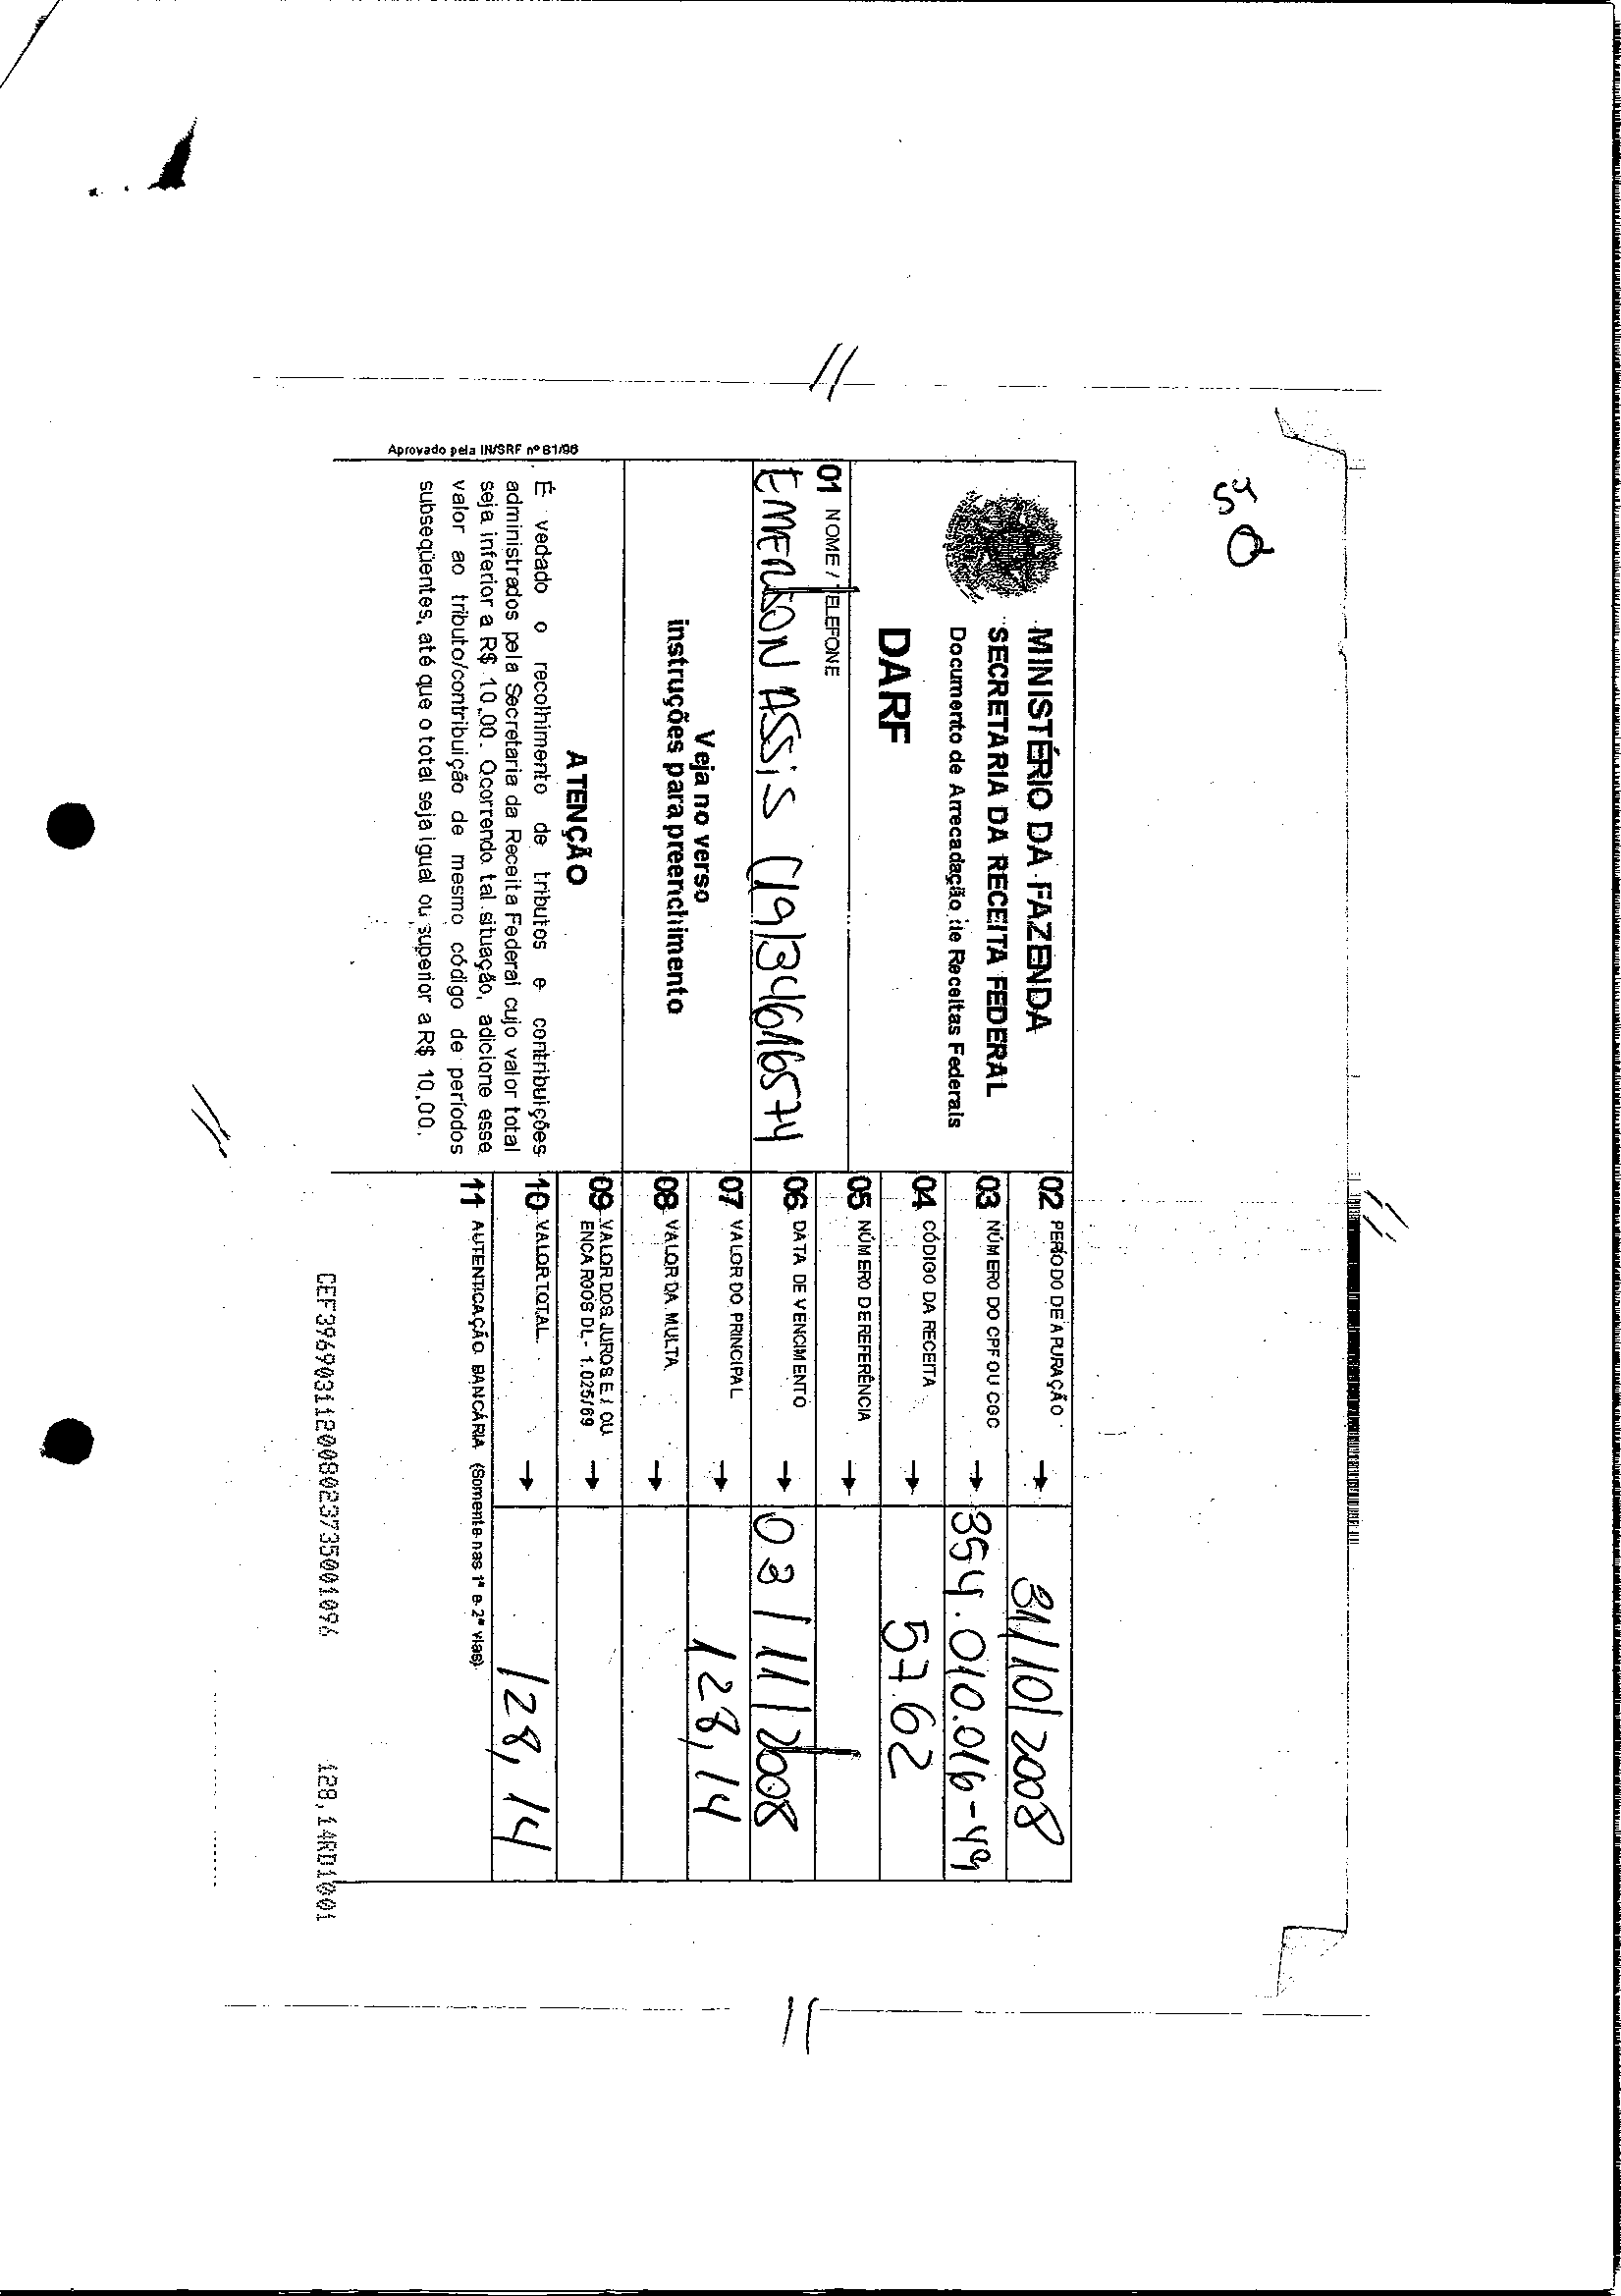 54
MINISTÉRIO DA FAZENDA
SECRETARIA DA RECEITA FEDERAL
Documento de Arrecadação de Receitas Federais
DARF
01 NOME / TELEFONE
EMERSON ASSIS (19)34616574
Veja no verso
instruções para preenchimento
ATENÇÃO
É vedado o recolhimento de tributos e contribuições
administrados pela Secretaria da Receita Federal cujo valor total
seja inferior a R$ 10,00. Ocorrendo tal situação, adicione esse
valor ao tributo/contribuição de mesmo código de períodos
subseqüentes, até que o total seja igual ou superior a R$ 10,00.
Aprovado pela IN/SRF nº 81/96
02 PERÍODO DE APURAÇÃO → 31/10/2008
03 NÚMERO DO CPF OU CGC → 354.010.016-49
04 CÓDIGO DA RECEITA → 5762
05 NÚMERO DE REFERÊNCIA →
06 DATA DE VENCIMENTO → 03/11/2008
07 VALOR DO PRINCIPAL → 128,14
08 VALOR DA MULTA →
09 VALOR DOS JUROS E / OU
ENCARGOS DL - 1.025/69 →
10 VALOR TOTAL → 128,14
11 AUTENTICAÇÃO BANCÁRIA (Somente nas 1ª e 2ª vias)
CEF396903112008023735001096 128,14RD1001